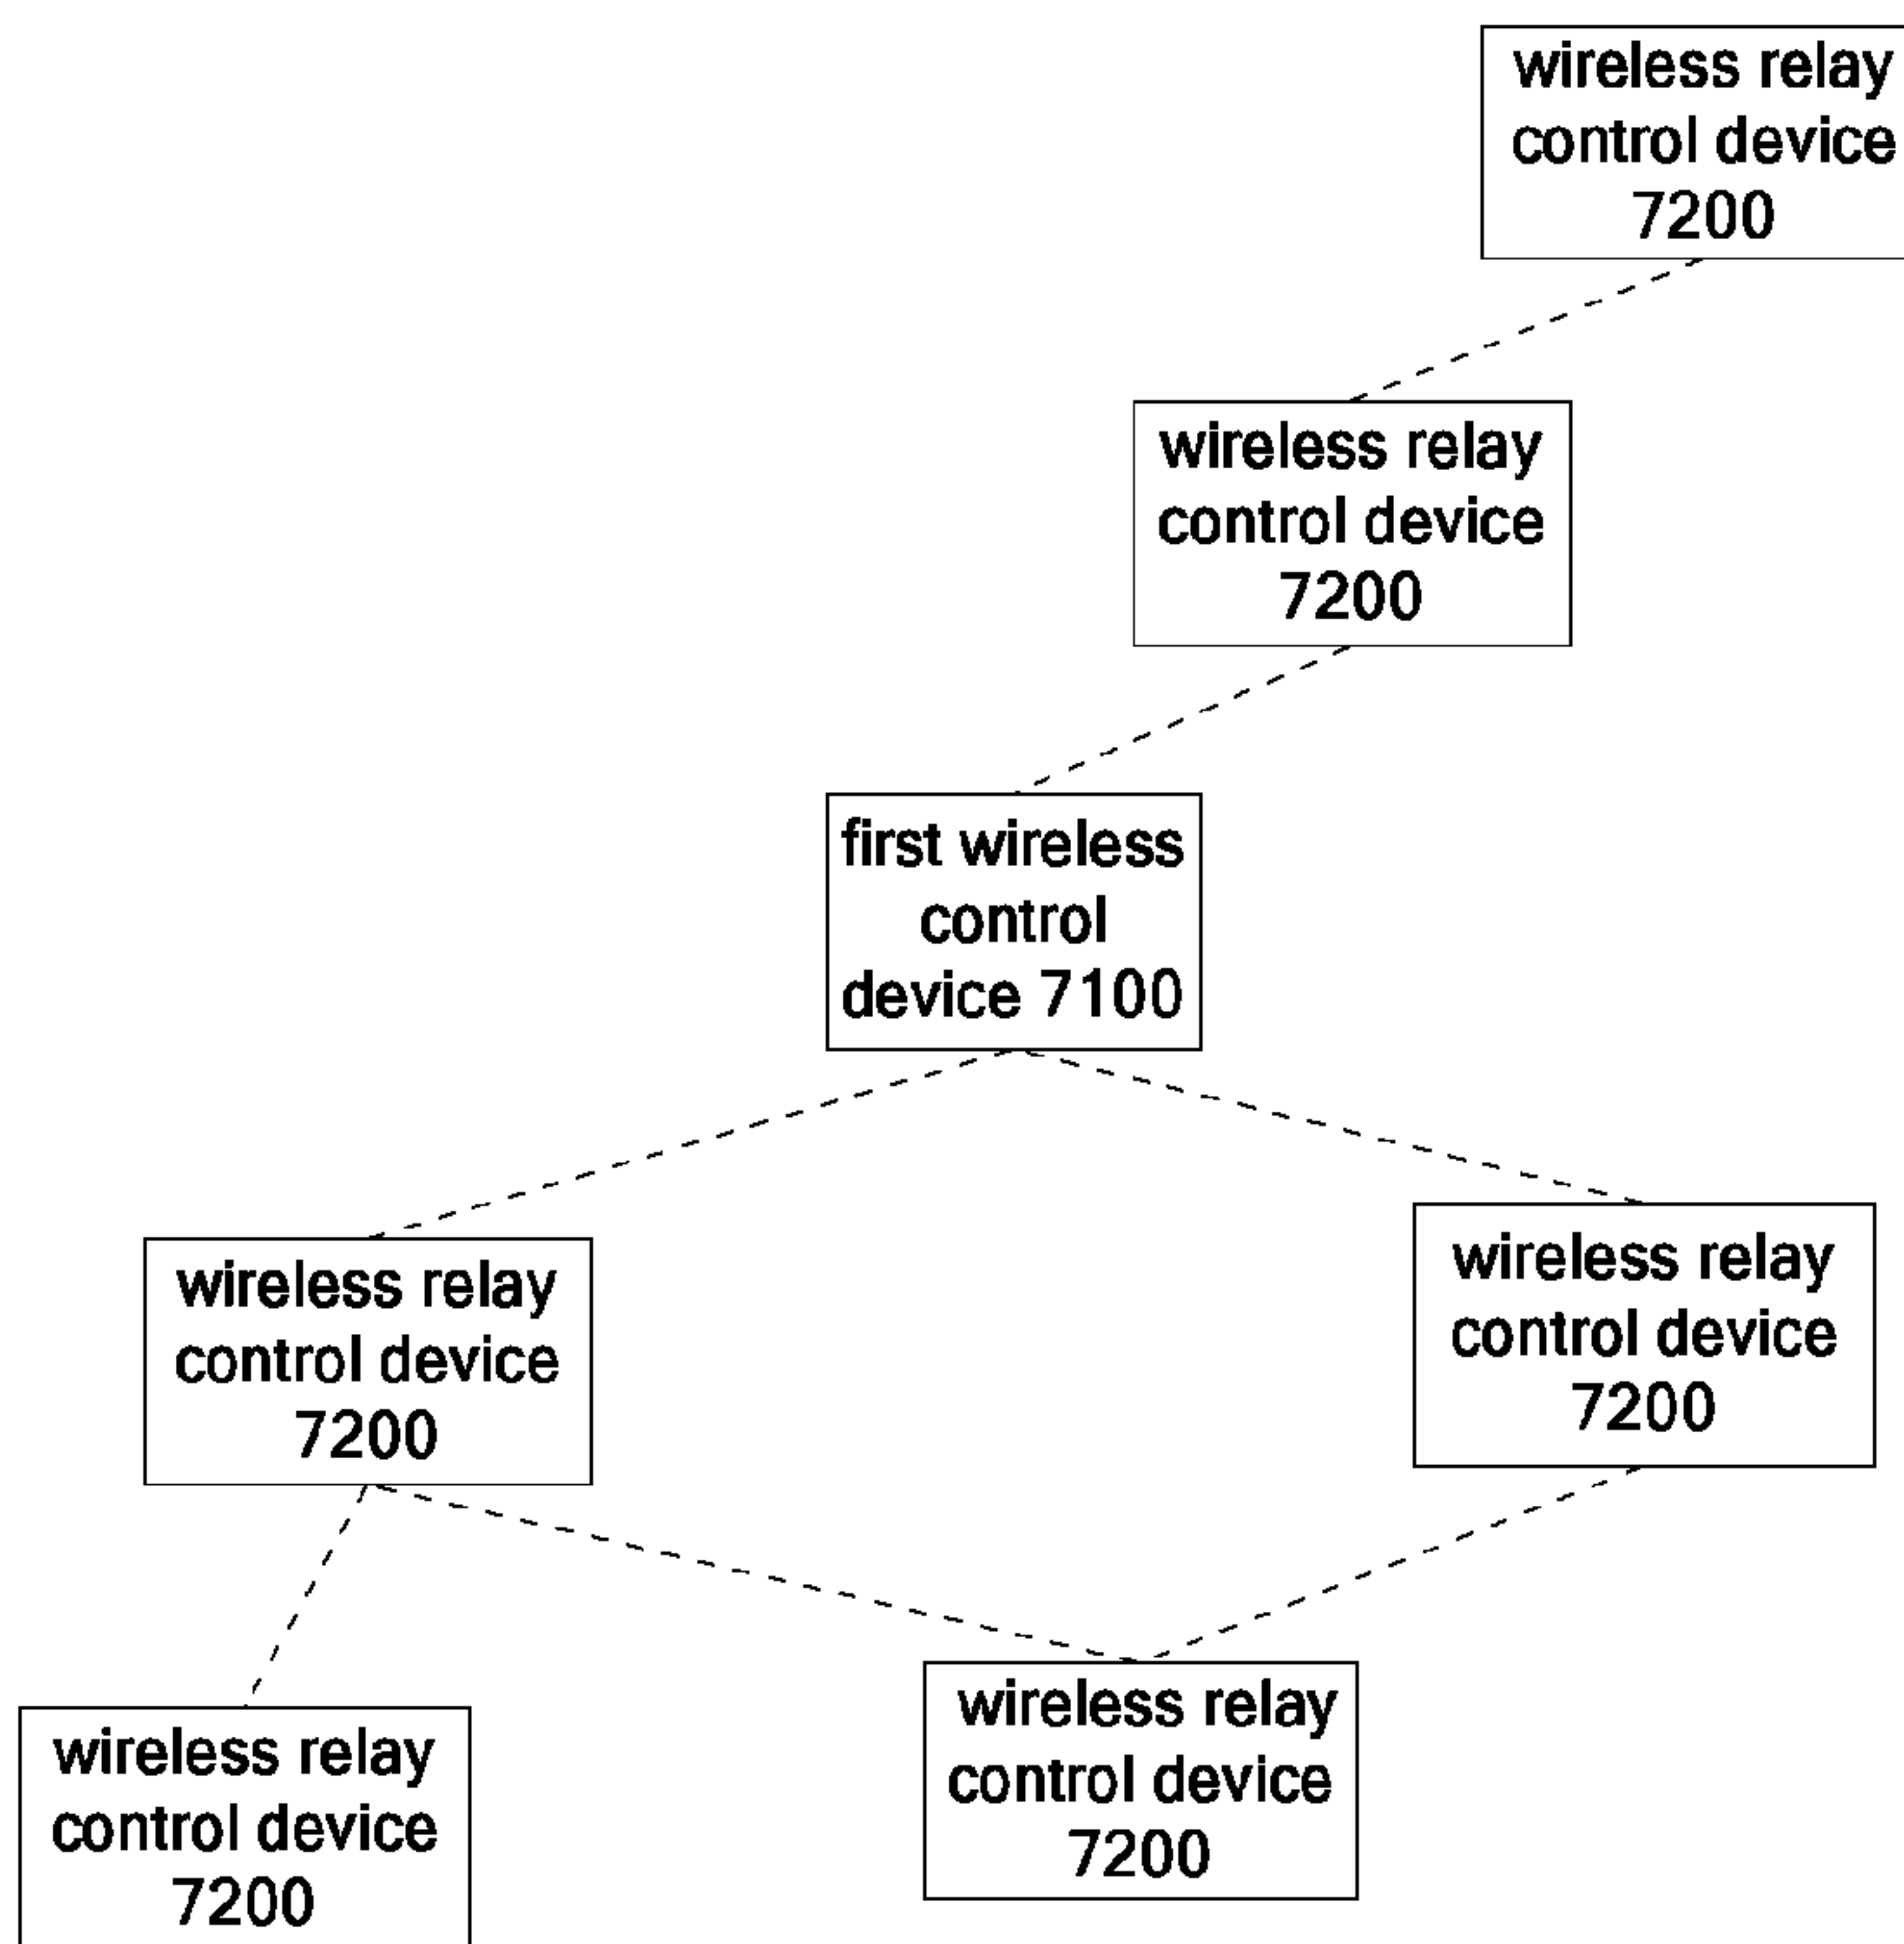 wireless relay
control device
7200
wireless relay
control device
7200
first wireless
control
device 7100
wireless relay
control device
7200
wireless relay
control device
7200
wireless relay
control device
7200
wireless relay
control device
7200